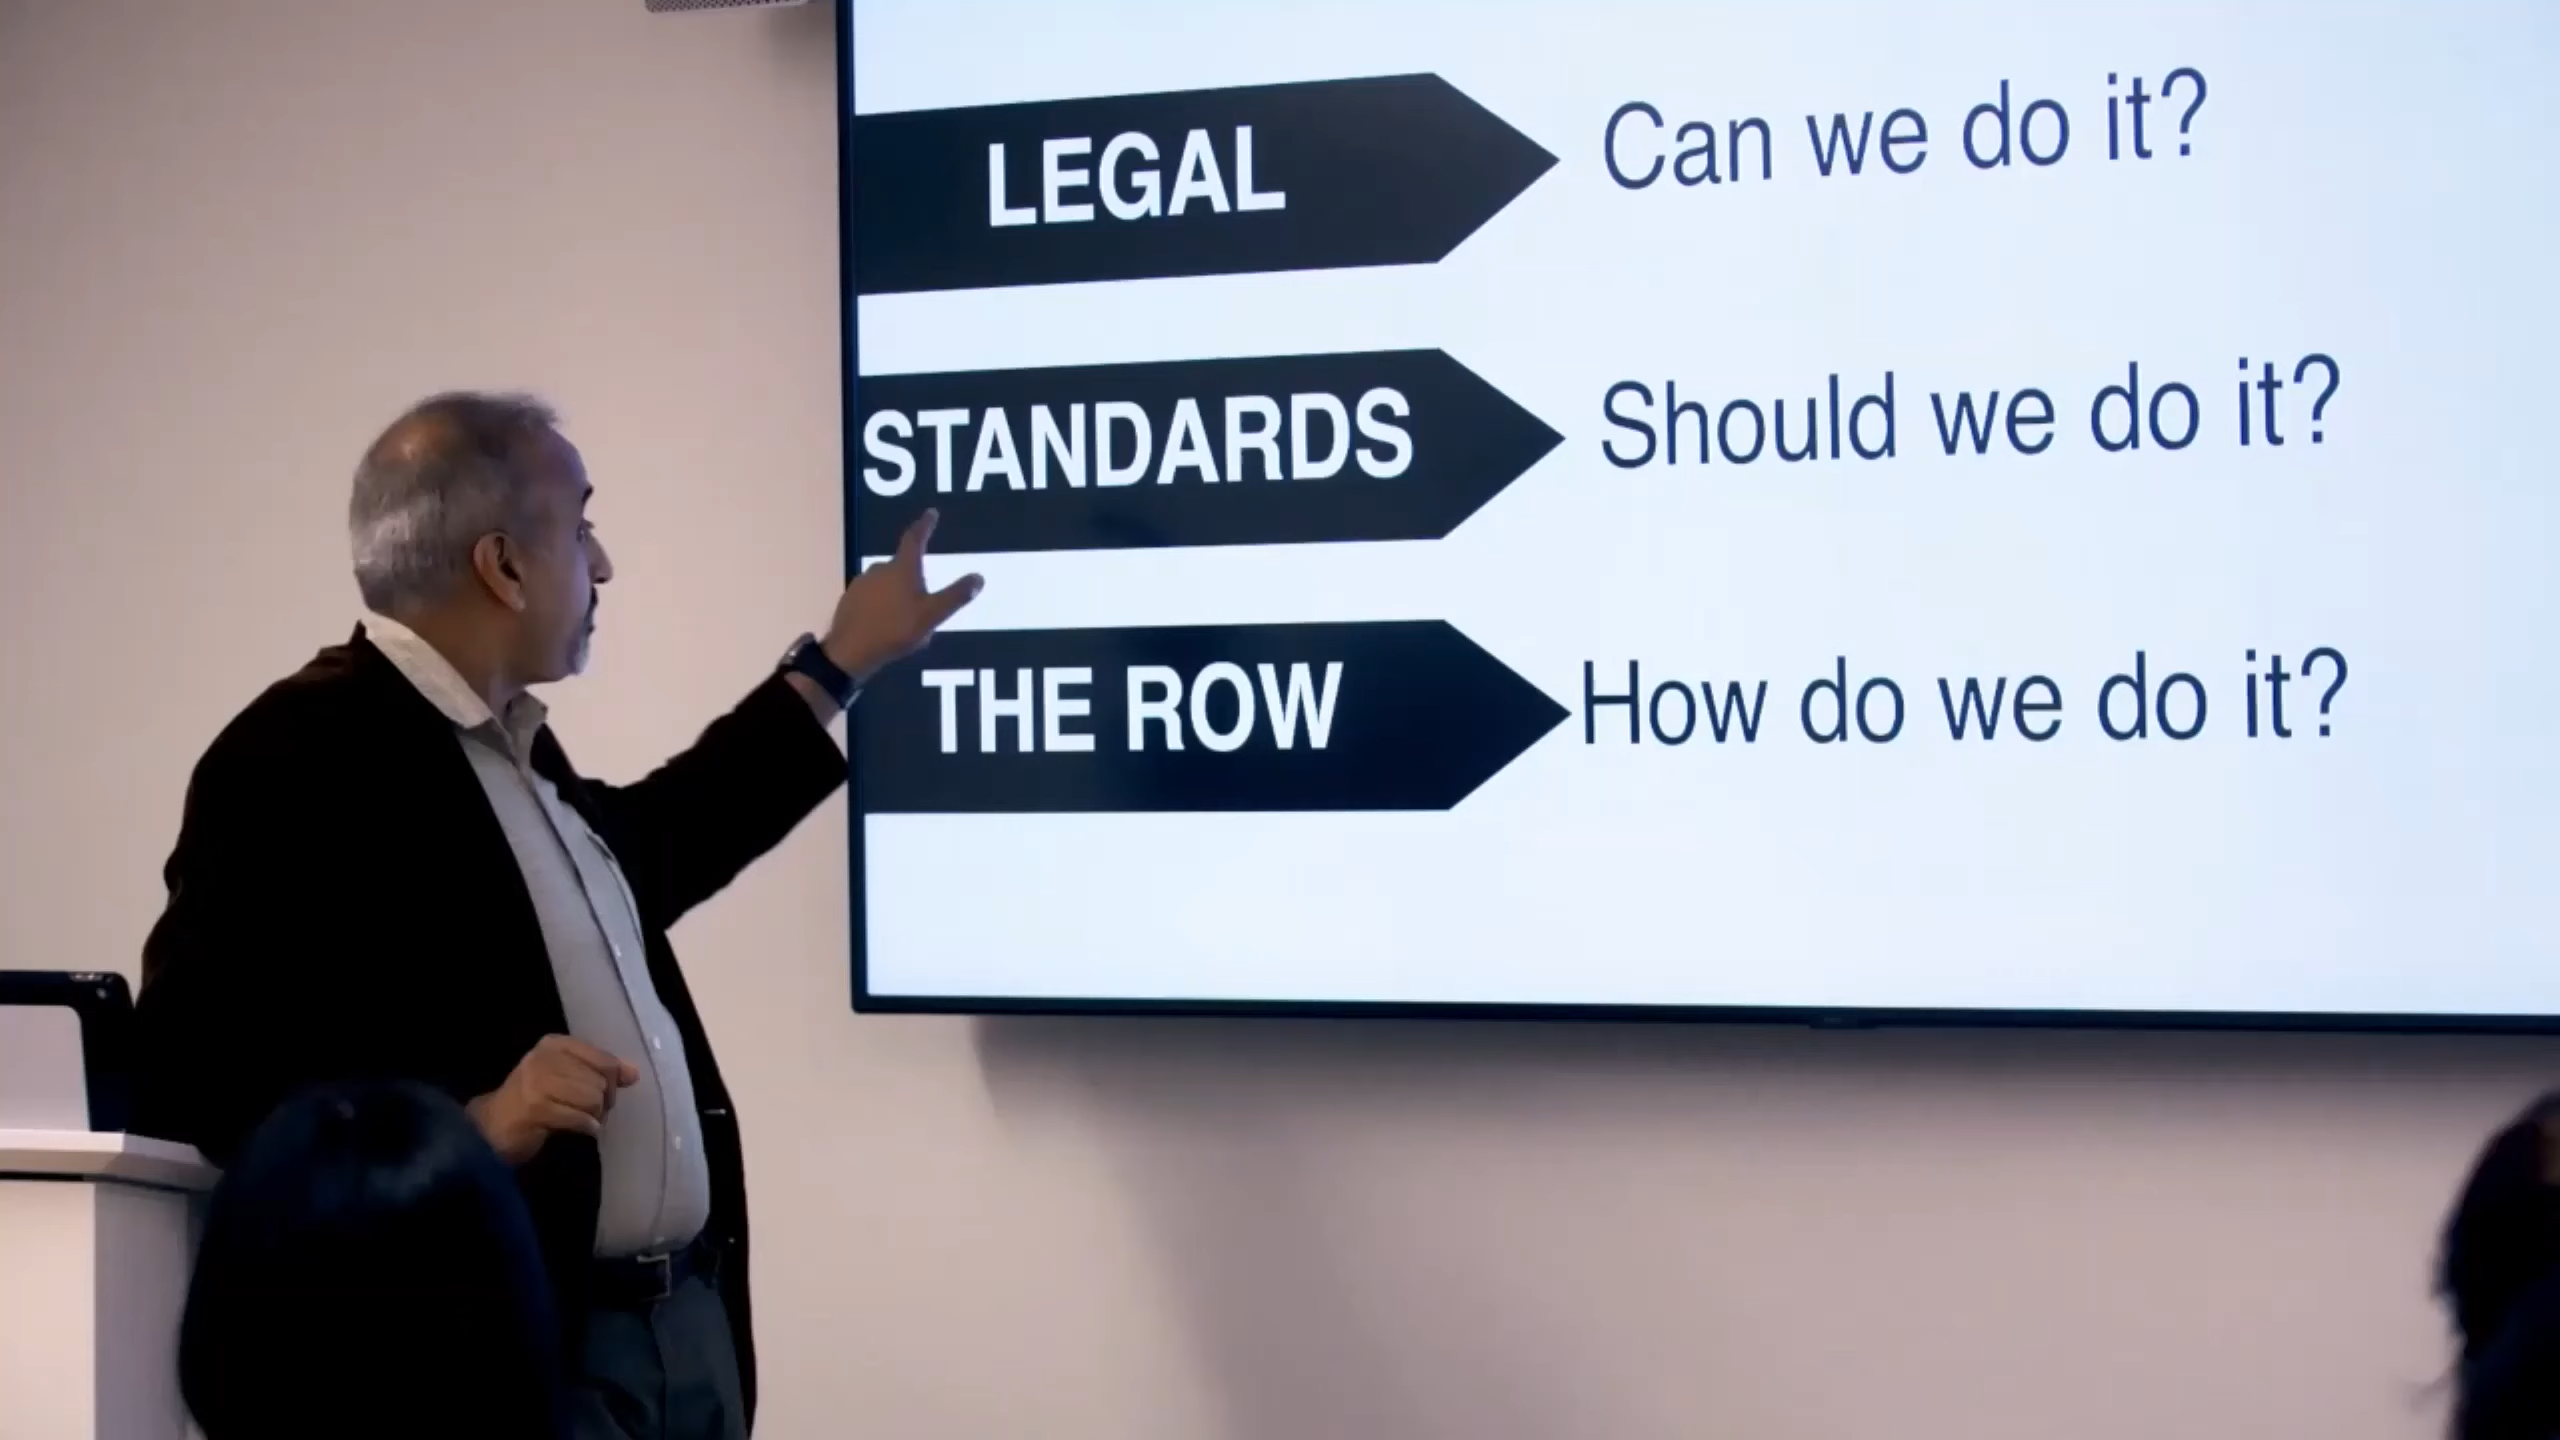 LEGAL
Can we do it?
STANDARDS
Should we do it?
THE ROW
How do we do it?